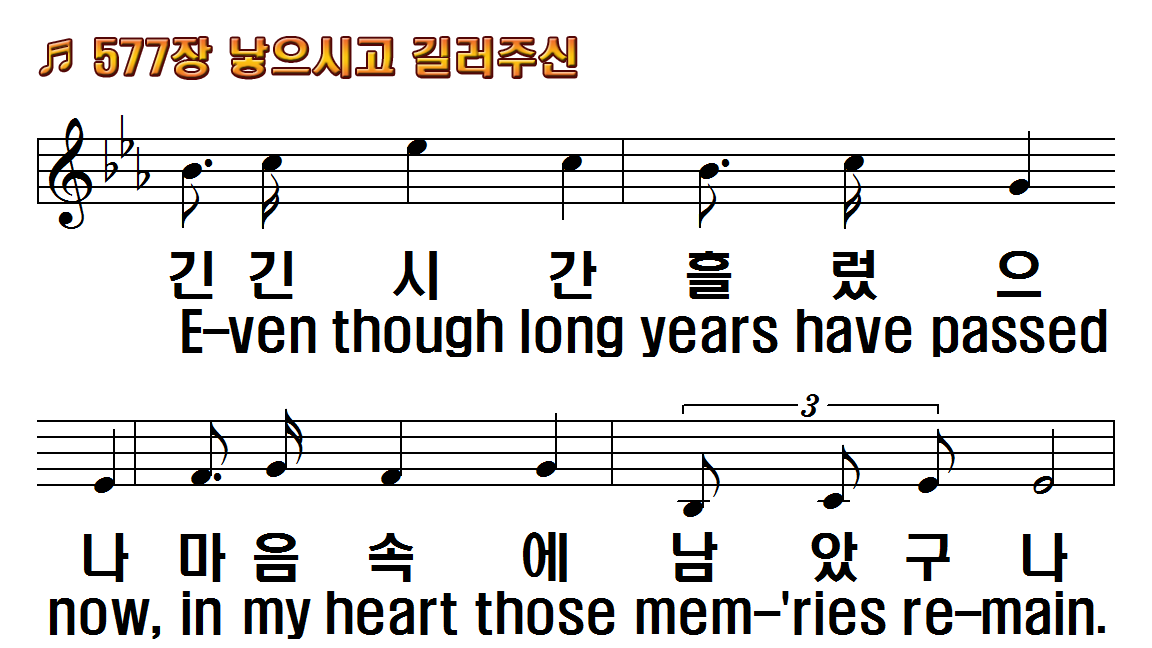 577장 낳으시고 길러주신
긴 긴 시 간 흘 렀 으
E-ven though long years have passed
3
나 마 음 속 에 남 았 구 나
now, in my heart those mem-'ries re-main.